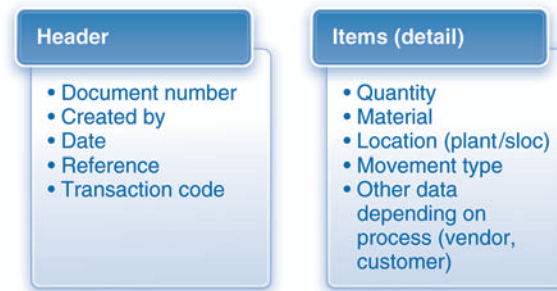 Header
• Document number
• Created by
• Date
• Reference
• Transaction code
Items (detail)
• Quantity
• Material
• Location (plant/sloc)
• Movement type
• Other data
depending on
process (vendor,
customer)